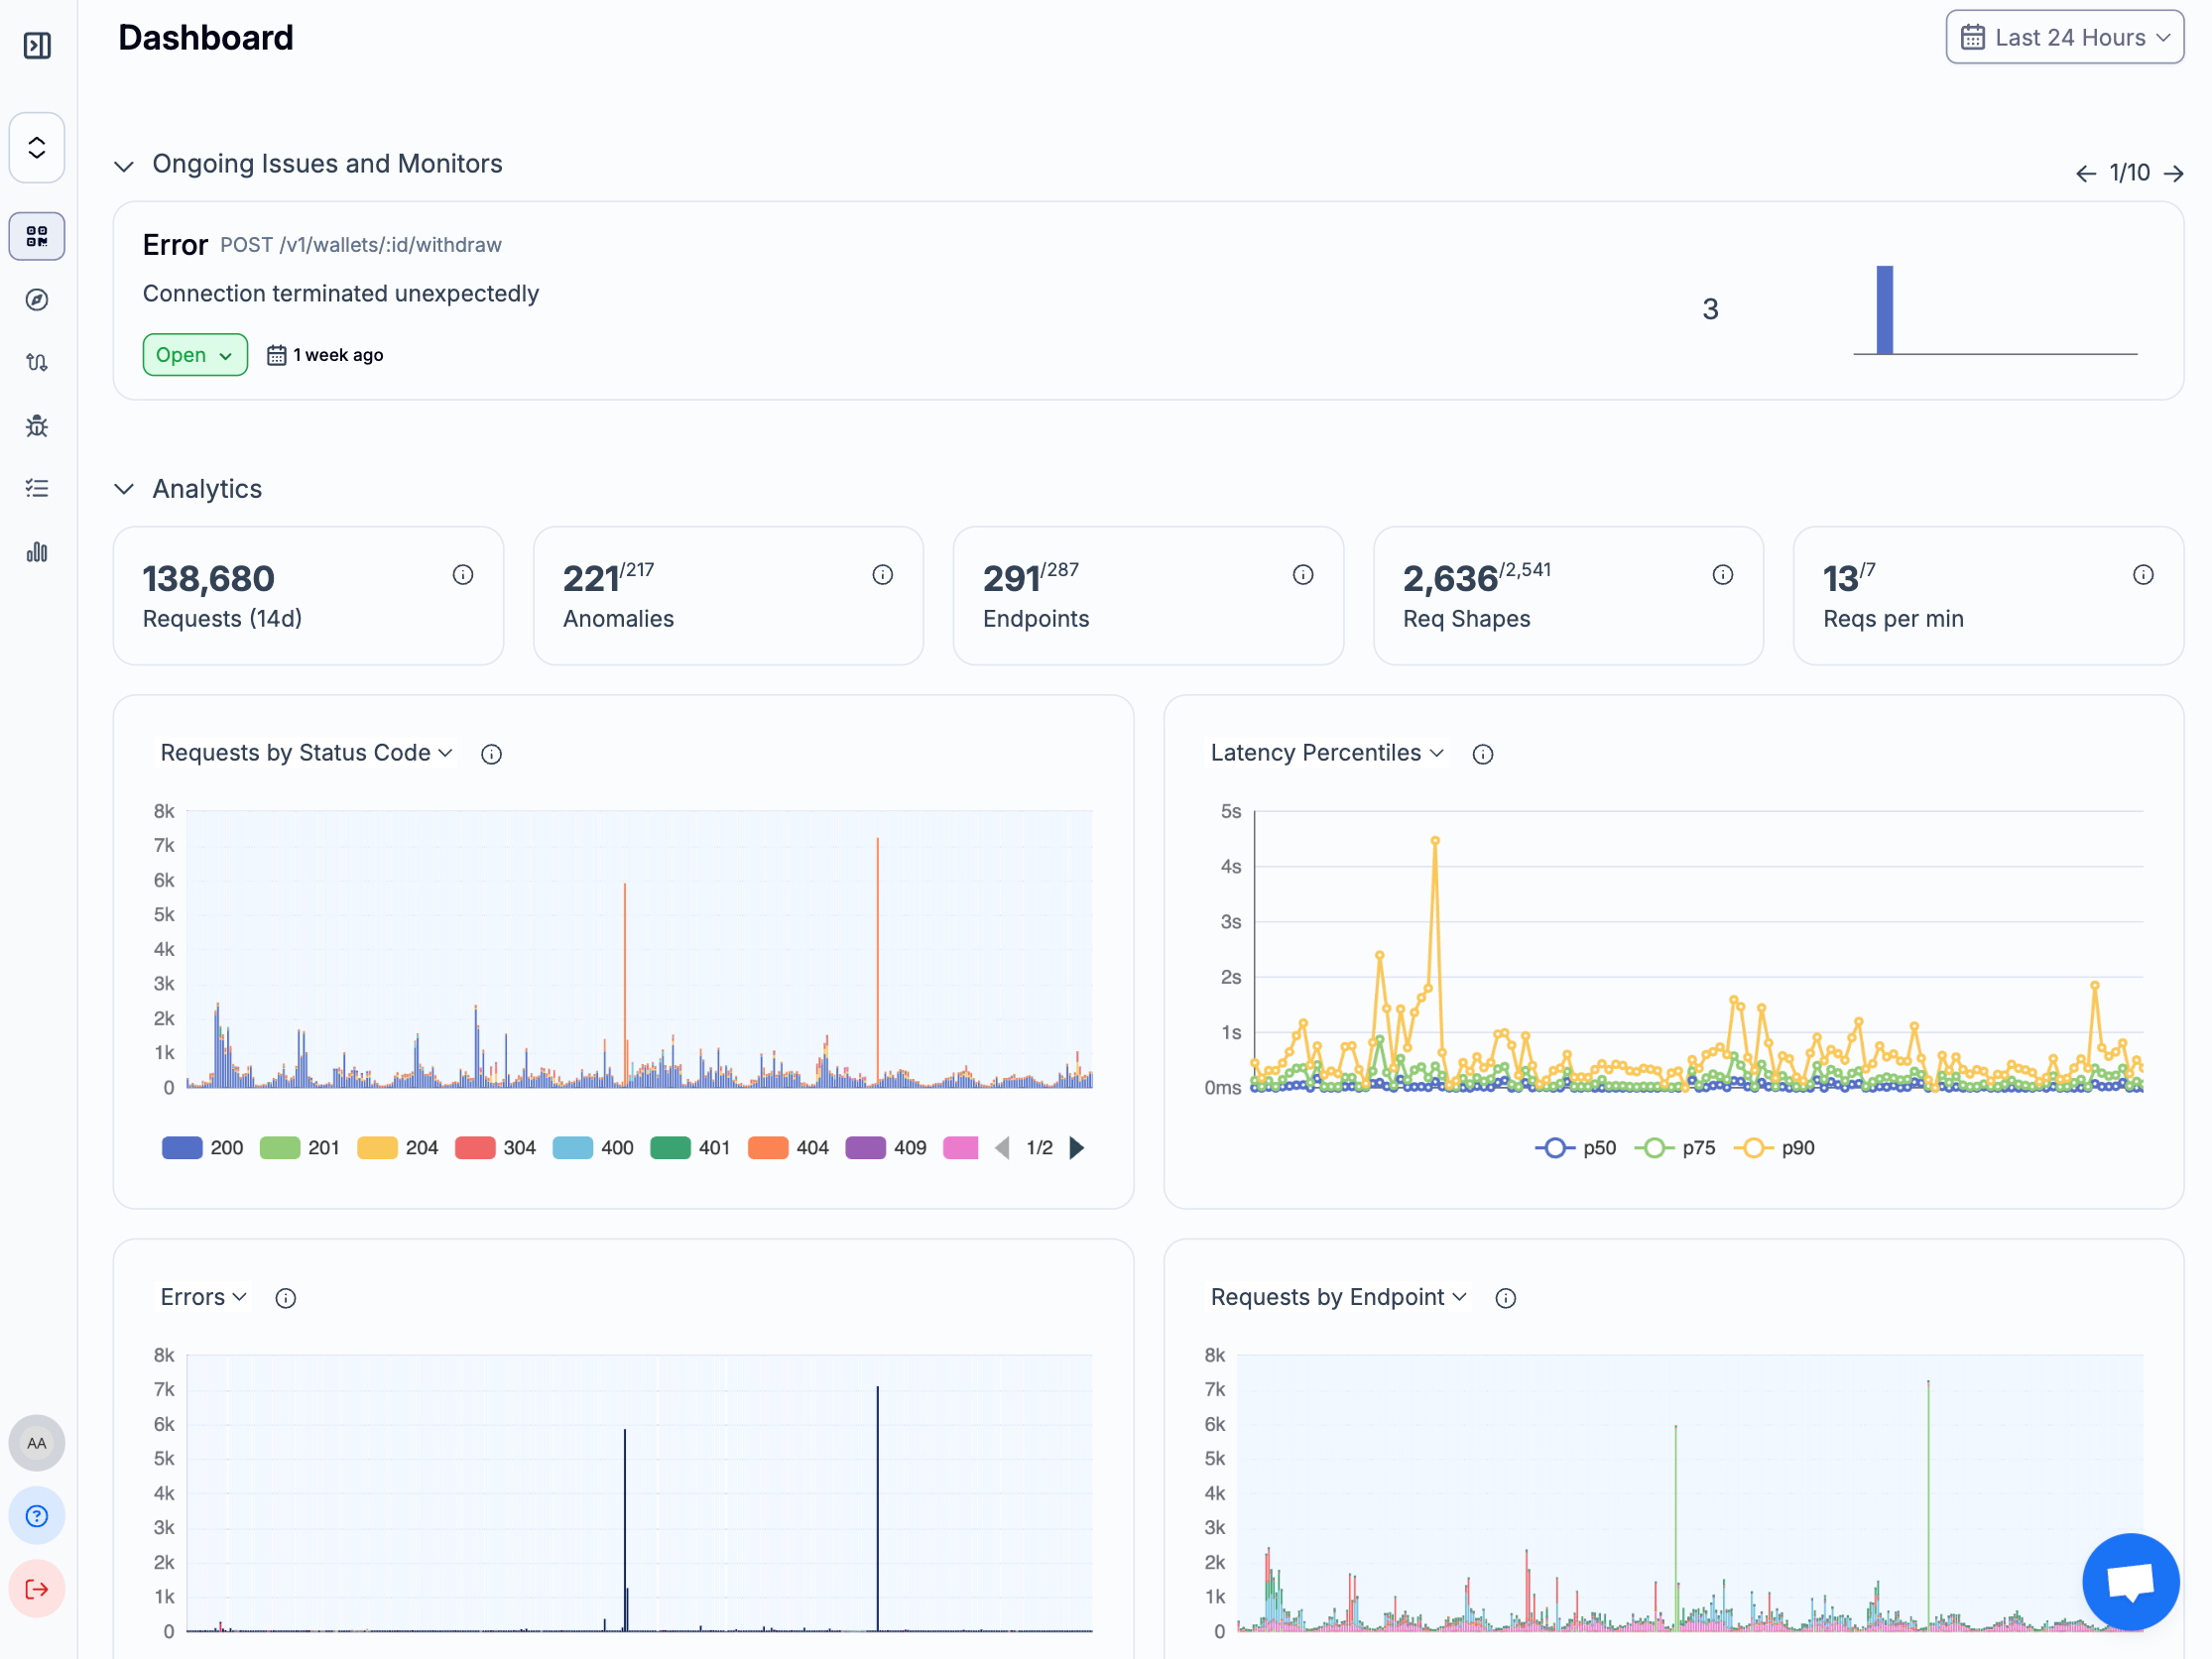 Dashboard
Last 24 Hours
Ongoing Issues and Monitors
1/10
Error POST /v1/wallets/:id/withdraw
Connection terminated unexpectedly
3
Open 1 week ago
Analytics
138,680
Requests (14d)
221/217
Anomalies
291/287
Endpoints
2,636/2,541
Req Shapes
13/7
Reqs per min
Requests by Status Code
8k
7k
6k
5k
4k
3k
2k
1k
0
200 201 204 304 400 401 404 409 1/2
Latency Percentiles
5s
4s
3s
2s
1s
0ms
p50 p75 p90
Errors
8k
7k
6k
5k
4k
3k
2k
1k
0
Requests by Endpoint
8k
7k
6k
5k
4k
3k
2k
1k
0
AA
?